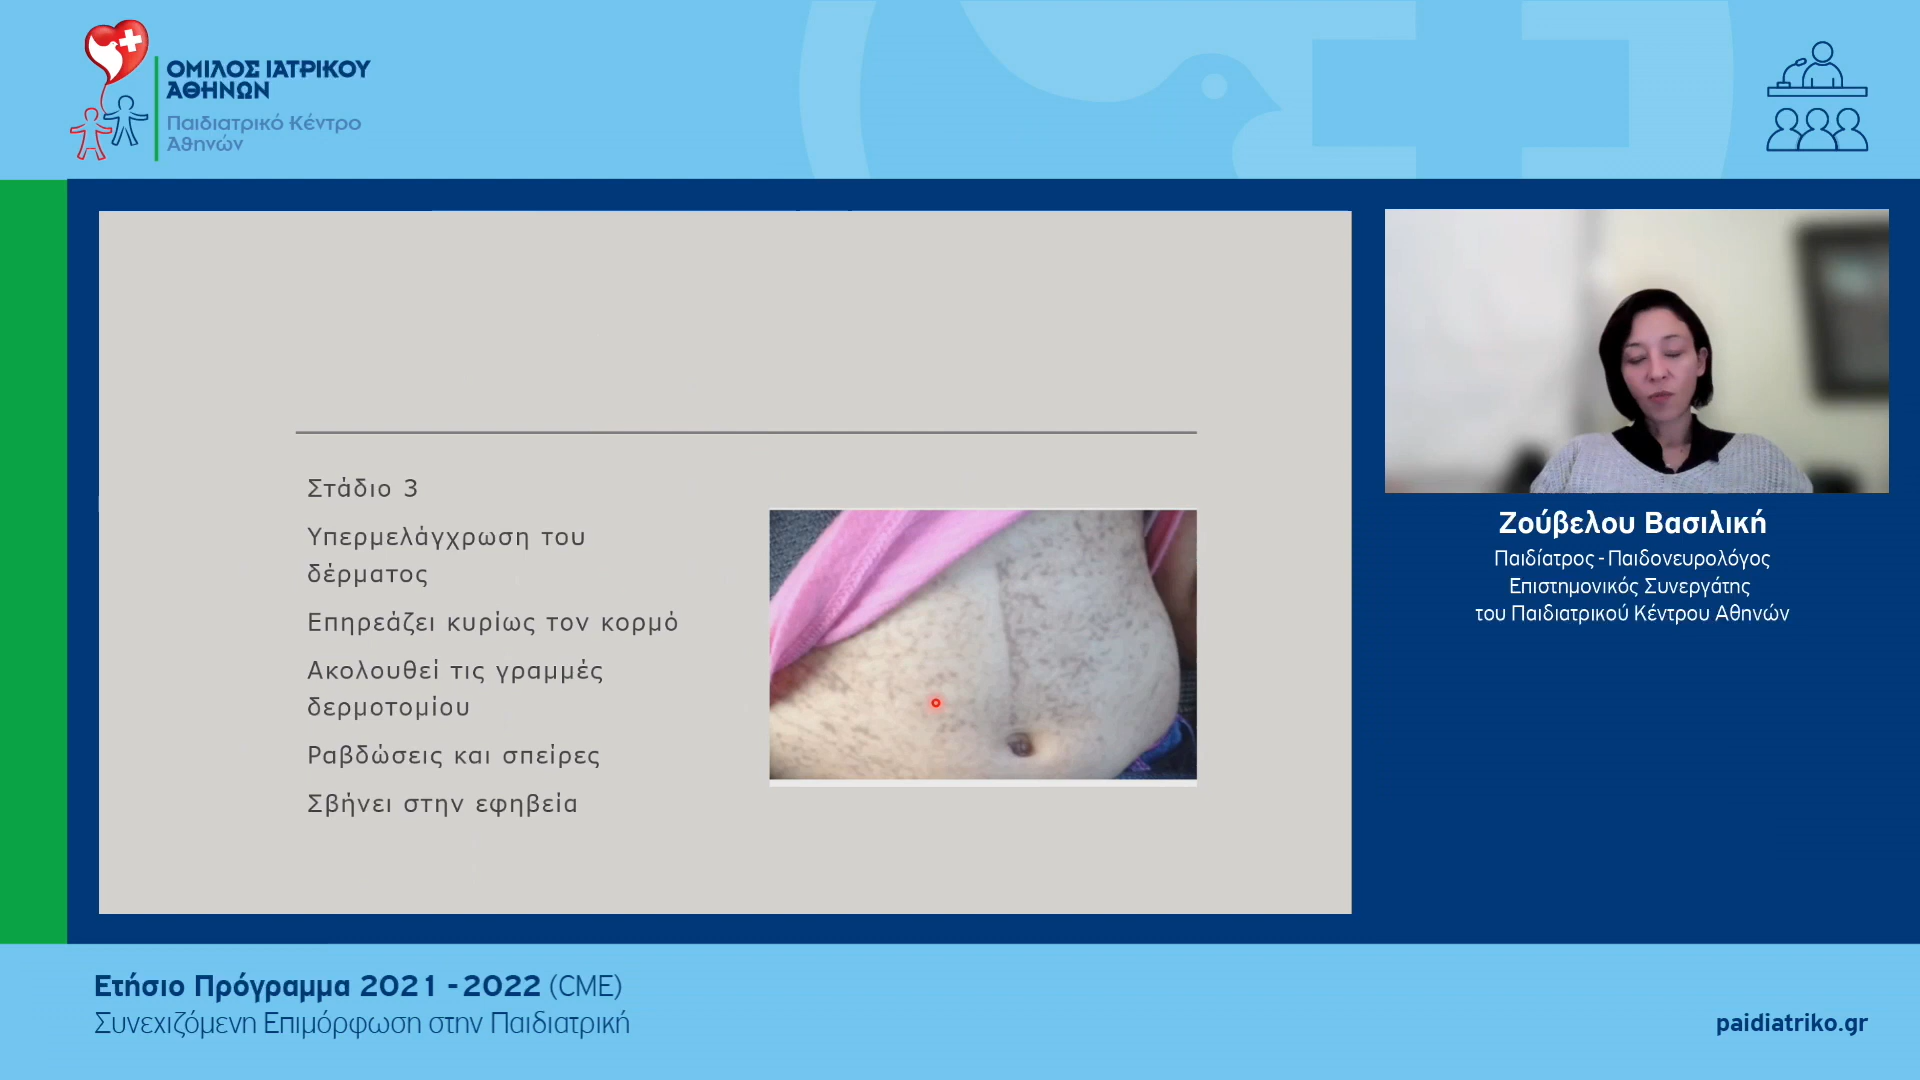 ΟΜΙΛΟΣ ΙΑΤΡΙΚΟΥ
ΑΘΗΝΩΝ
Παιδιατρικό Κέντρο
Αθηνών
Στάδιο 3
Υπερμελάγχρωση του
δέρματος
Επηρεάζει κυρίως τον κορμό
Ακολουθεί τις γραμμές
δερμοτομίου
Ραβδώσεις και σπείρες
Σβήνει στην εφηβεία
Ζούβελου Βασιλική
Παιδίατρος - Παιδονευρολόγος
Επιστημονικός Συνεργάτης
του Παιδιατρικού Κέντρου Αθηνών
Ετήσιο Πρόγραμμα 2021 - 2022 (CME)
Συνεχιζόμενη Επιμόρφωση στην Παιδιατρική
paidiatriko.gr